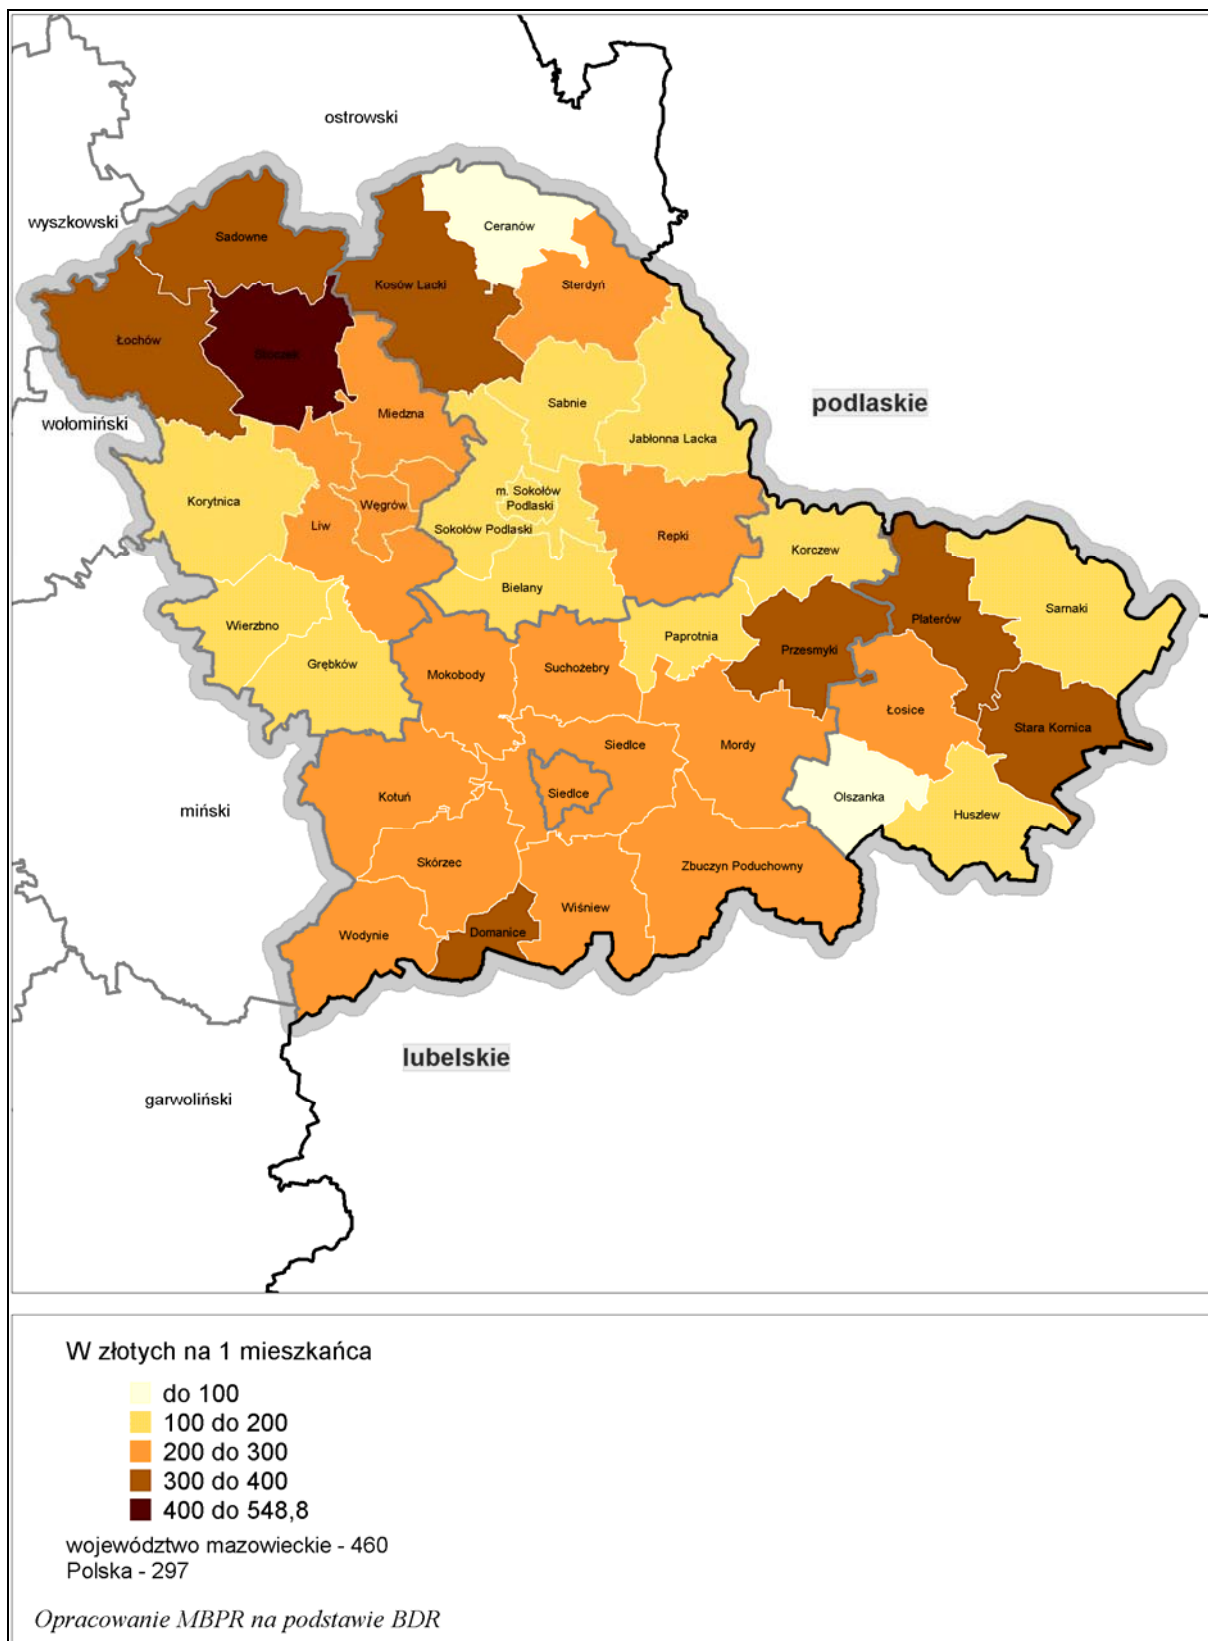 ostrowski
wyszkowski
Ceranów
Sadowne
Kosów Lacki
Sterdyń
Łochów
Stoczek
podlaskie
Sabnie
Miedzna
wołomiński
Jabłonna Lacka
Korytnica
m. Sokołów
Podlaski
Węgrów
Liw
Sokołów Podlaski
Repki
Korczew
Bielany
Sarnaki
Wierzbno
Platerów
Paprotnia
Przesmyki
Grębków
Mokobody
Suchożebry
Łosice
Stara Kornica
Siedlce
Mordy
Kotuń
Siedlce
Olszanka
miński
Huszlew
Skórzec
Zbuczyn Poduchowny
Wiśniew
Wodynie
Domanice
lubelskie
garwoliński
W złotych na 1 mieszkańca
do 100
100 do 200
200 do 300
300 do 400
400 do 548,8
województwo mazowieckie - 460
Polska - 297
Opracowanie MBPR na podstawie BDR